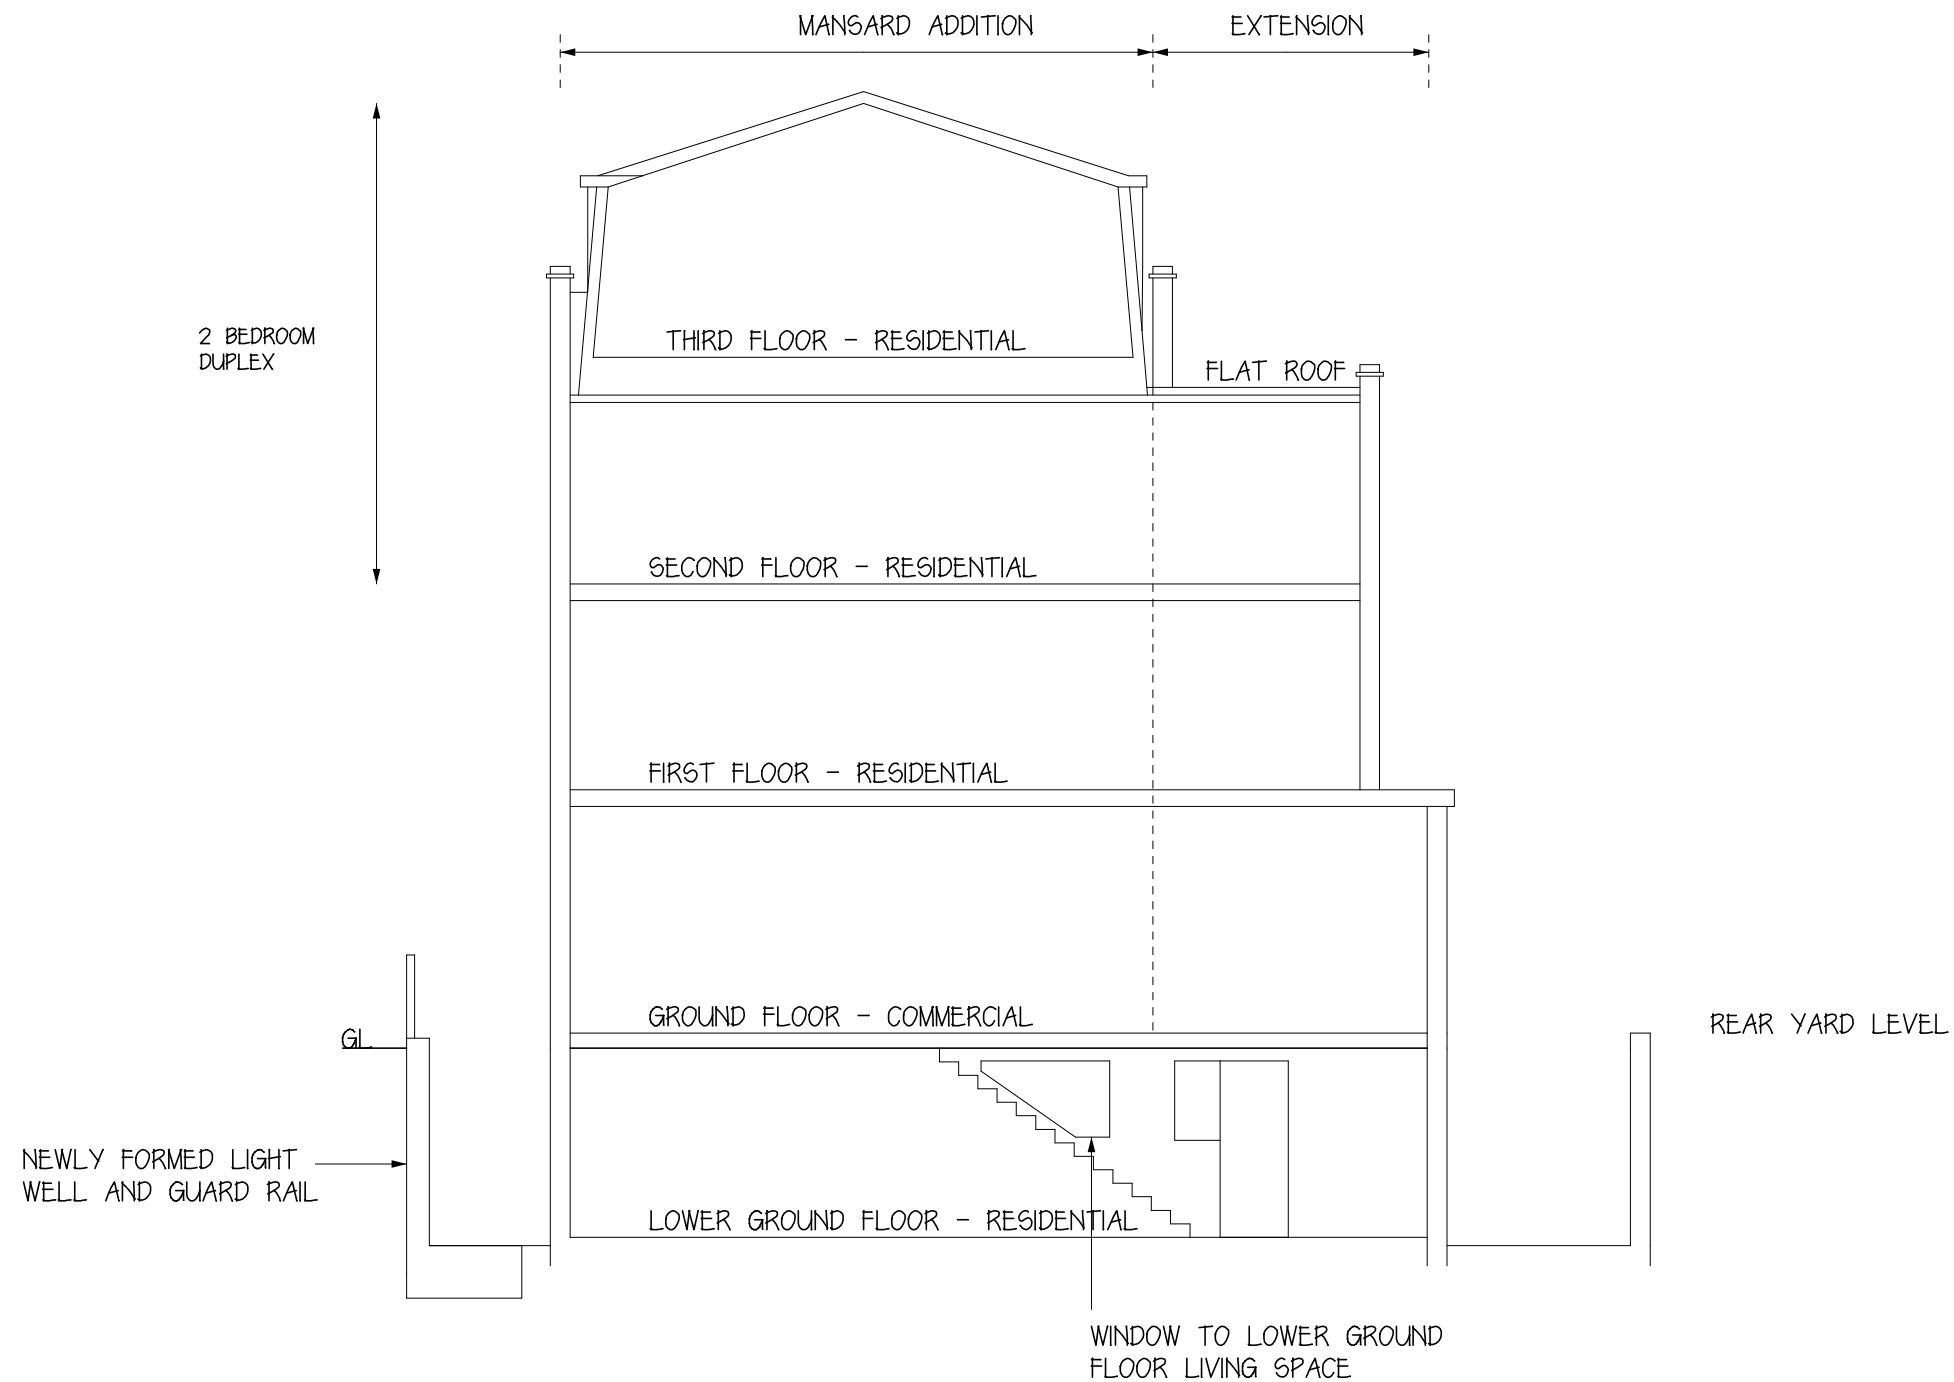 MANSARD ADDITION
EXTENSION
2 BEDROOM
DUPLEX
THIRD FLOOR - RESIDENTIAL
FLAT ROOF
SECOND FLOOR - RESIDENTIAL
FIRST FLOOR - RESIDENTIAL
GROUND FLOOR - COMMERCIAL
GL
REAR YARD LEVEL
NEWLY FORMED LIGHT
WELL AND GUARD RAIL
LOWER GROUND FLOOR - RESIDENTIAL
WINDOW TO LOWER GROUND
FLOOR LIVING SPACE